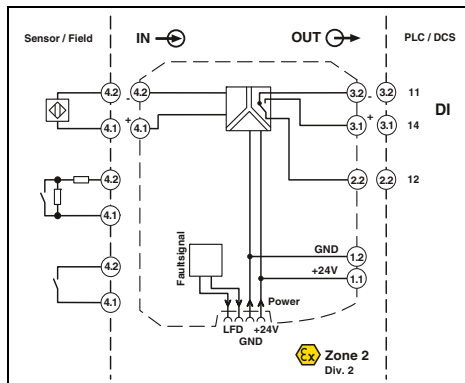 Sensor / Field
IN
OUT
PLC / DCS
4.2
- 4.2
3.2 -
3.2
11
4.1
+ 4.1
3.1 +
3.1
14
DI
4.2
2.2
2.2
12
4.1
Faultsignal
GND
1.2
4.2
+24V
1.1
4.1
Power
LFD
+24V
GND
Ex
Zone 2
Div. 2